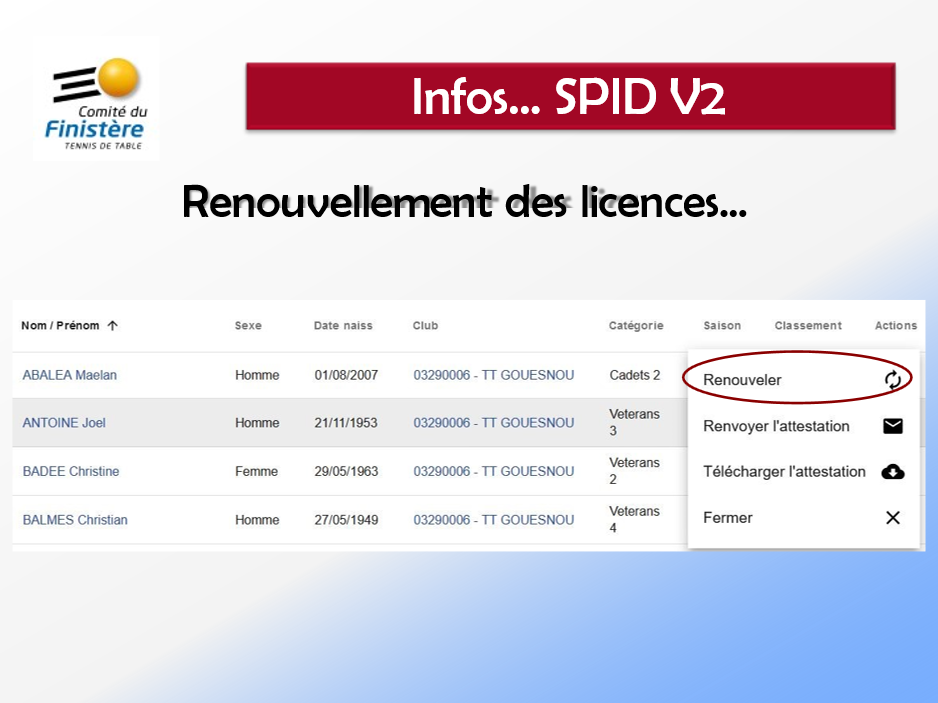 Comité du
Finistère
TENNIS DE TABLE
Infos... SPID V2
Renouvellement des licences...
Nom / Prénom ↑ Sexe Date naiss Club Catégorie Saison Classement Actions
ABALEA Maelan Homme 01/08/2007 03290006 - TT GOUESNOU Cadets 2 Renouveler
ANTOINE Joel Homme 21/11/1953 03290006 - TT GOUESNOU Veterans 3 Renvoyer l'attestation
BADEE Christine Femme 29/05/1963 03290006 - TT GOUESNOU Veterans 2 Télécharger l'attestation
BALMES Christian Homme 27/05/1949 03290006 - TT GOUESNOU Veterans 4 Fermer